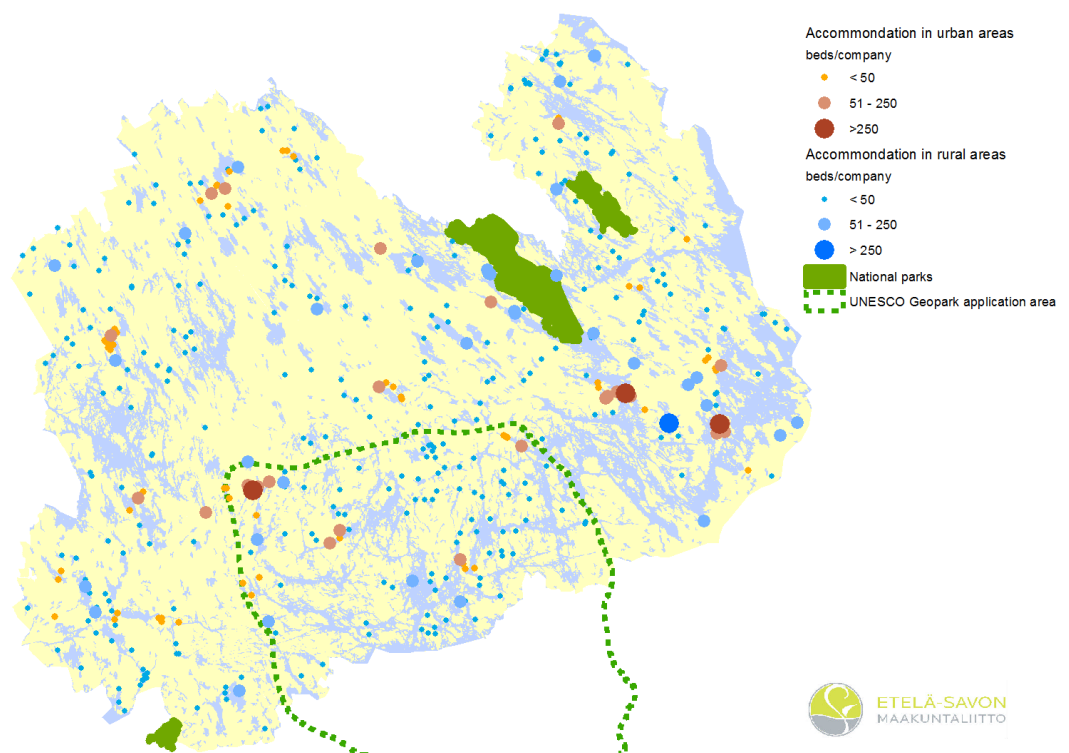 Accommondation in urban areas
beds/company
< 50
51 - 250
>250
Accommondation in rural areas
beds/company
< 50
51 - 250
> 250
National parks
UNESCO Geopark application area
ETELÄ-SAVON
MAAKUNTALIITTO